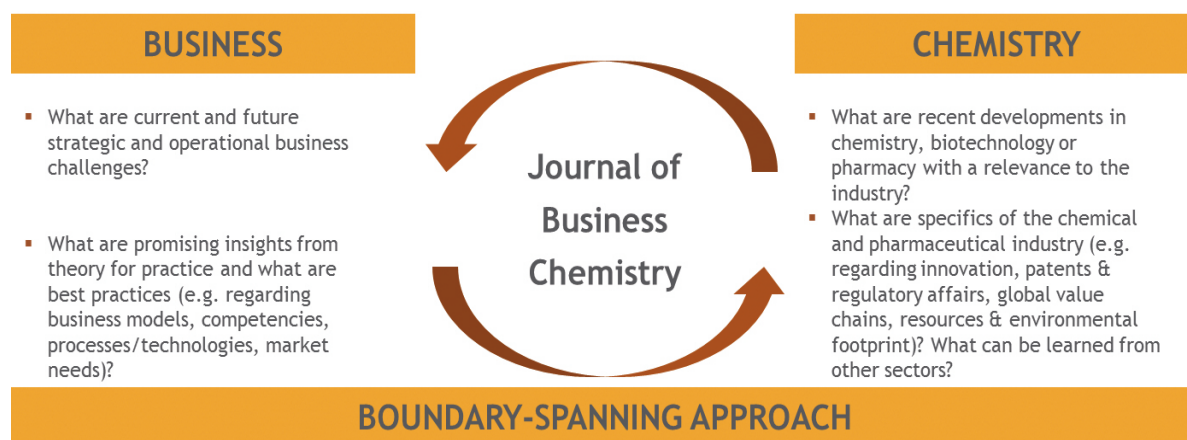 BUSINESS
▪ What are current and future
strategic and operational business
challenges?
▪ What are promising insights from
theory for practice and what are
best practices (e.g. regarding
business models, competencies,
processes/technologies, market
needs)?
Journal of
Business
Chemistry
CHEMISTRY
▪ What are recent developments in
chemistry, biotechnology or
pharmacy with a relevance to the
industry?
▪ What are specifics of the chemical
and pharmaceutical industry (e.g.
regarding innovation, patents &
regulatory affairs, global value
chains, resources & environmental
footprint)? What can be learned from
other sectors?
BOUNDARY-SPANNING APPROACH